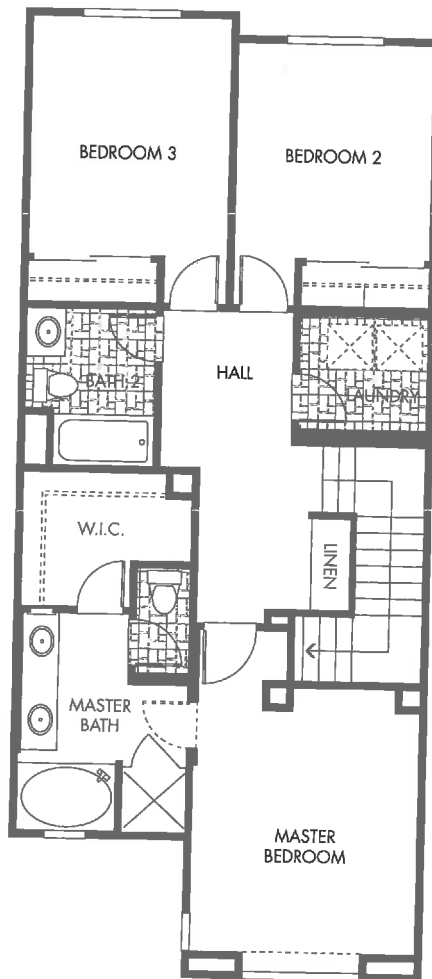 BEDROOM 3
BEDROOM 2
HALL
BATH 2
LAUNDRY
W.I.C.
LINEN
MASTER
BATH
MASTER
BEDROOM